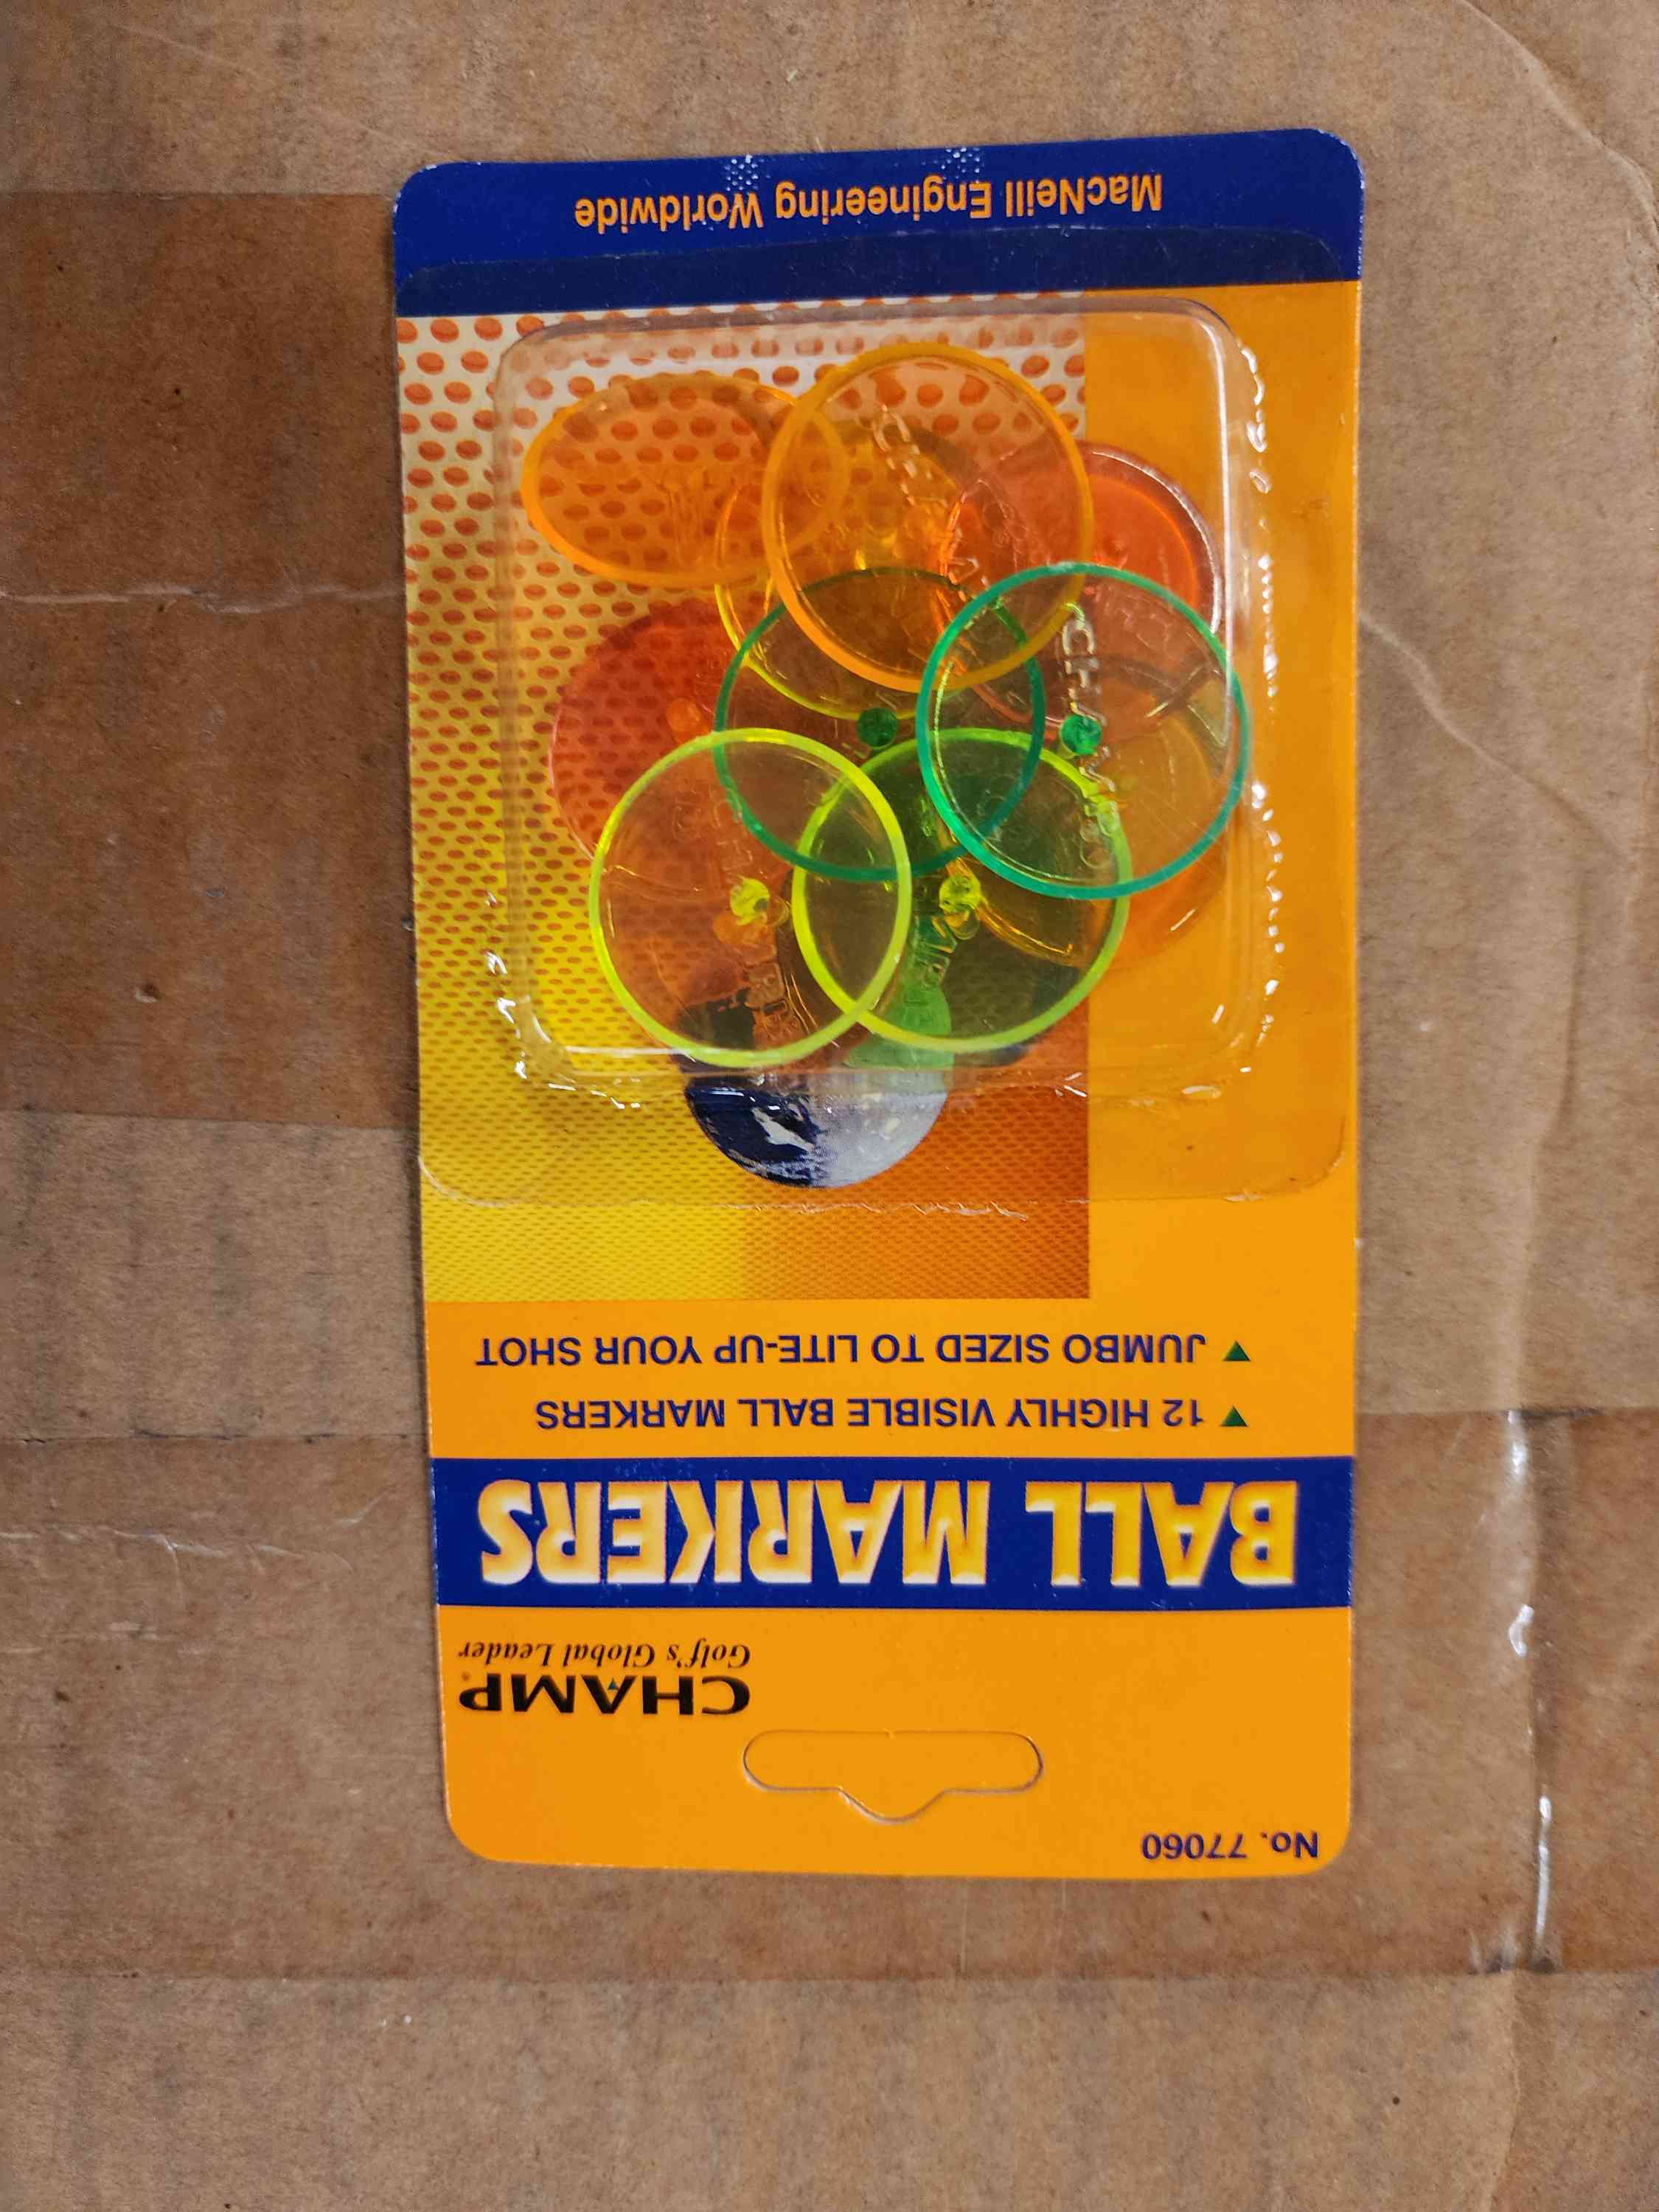 No. 77060
CHAMP®
Golf's Global Leader
BALL MARKERS
▲ 12 HIGHLY VISIBLE BALL MARKERS
▲ JUMBO SIZED TO LITE-UP YOUR SHOT
CHAMP
MacNeill Engineering Worldwide